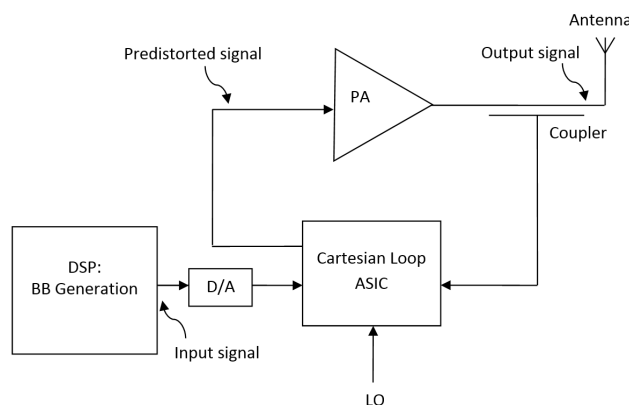 Antenna
Predistorted signal
Output signal
PA
Coupler
DSP:
BB Generation
D/A
Cartesian Loop
ASIC
Input signal
LO